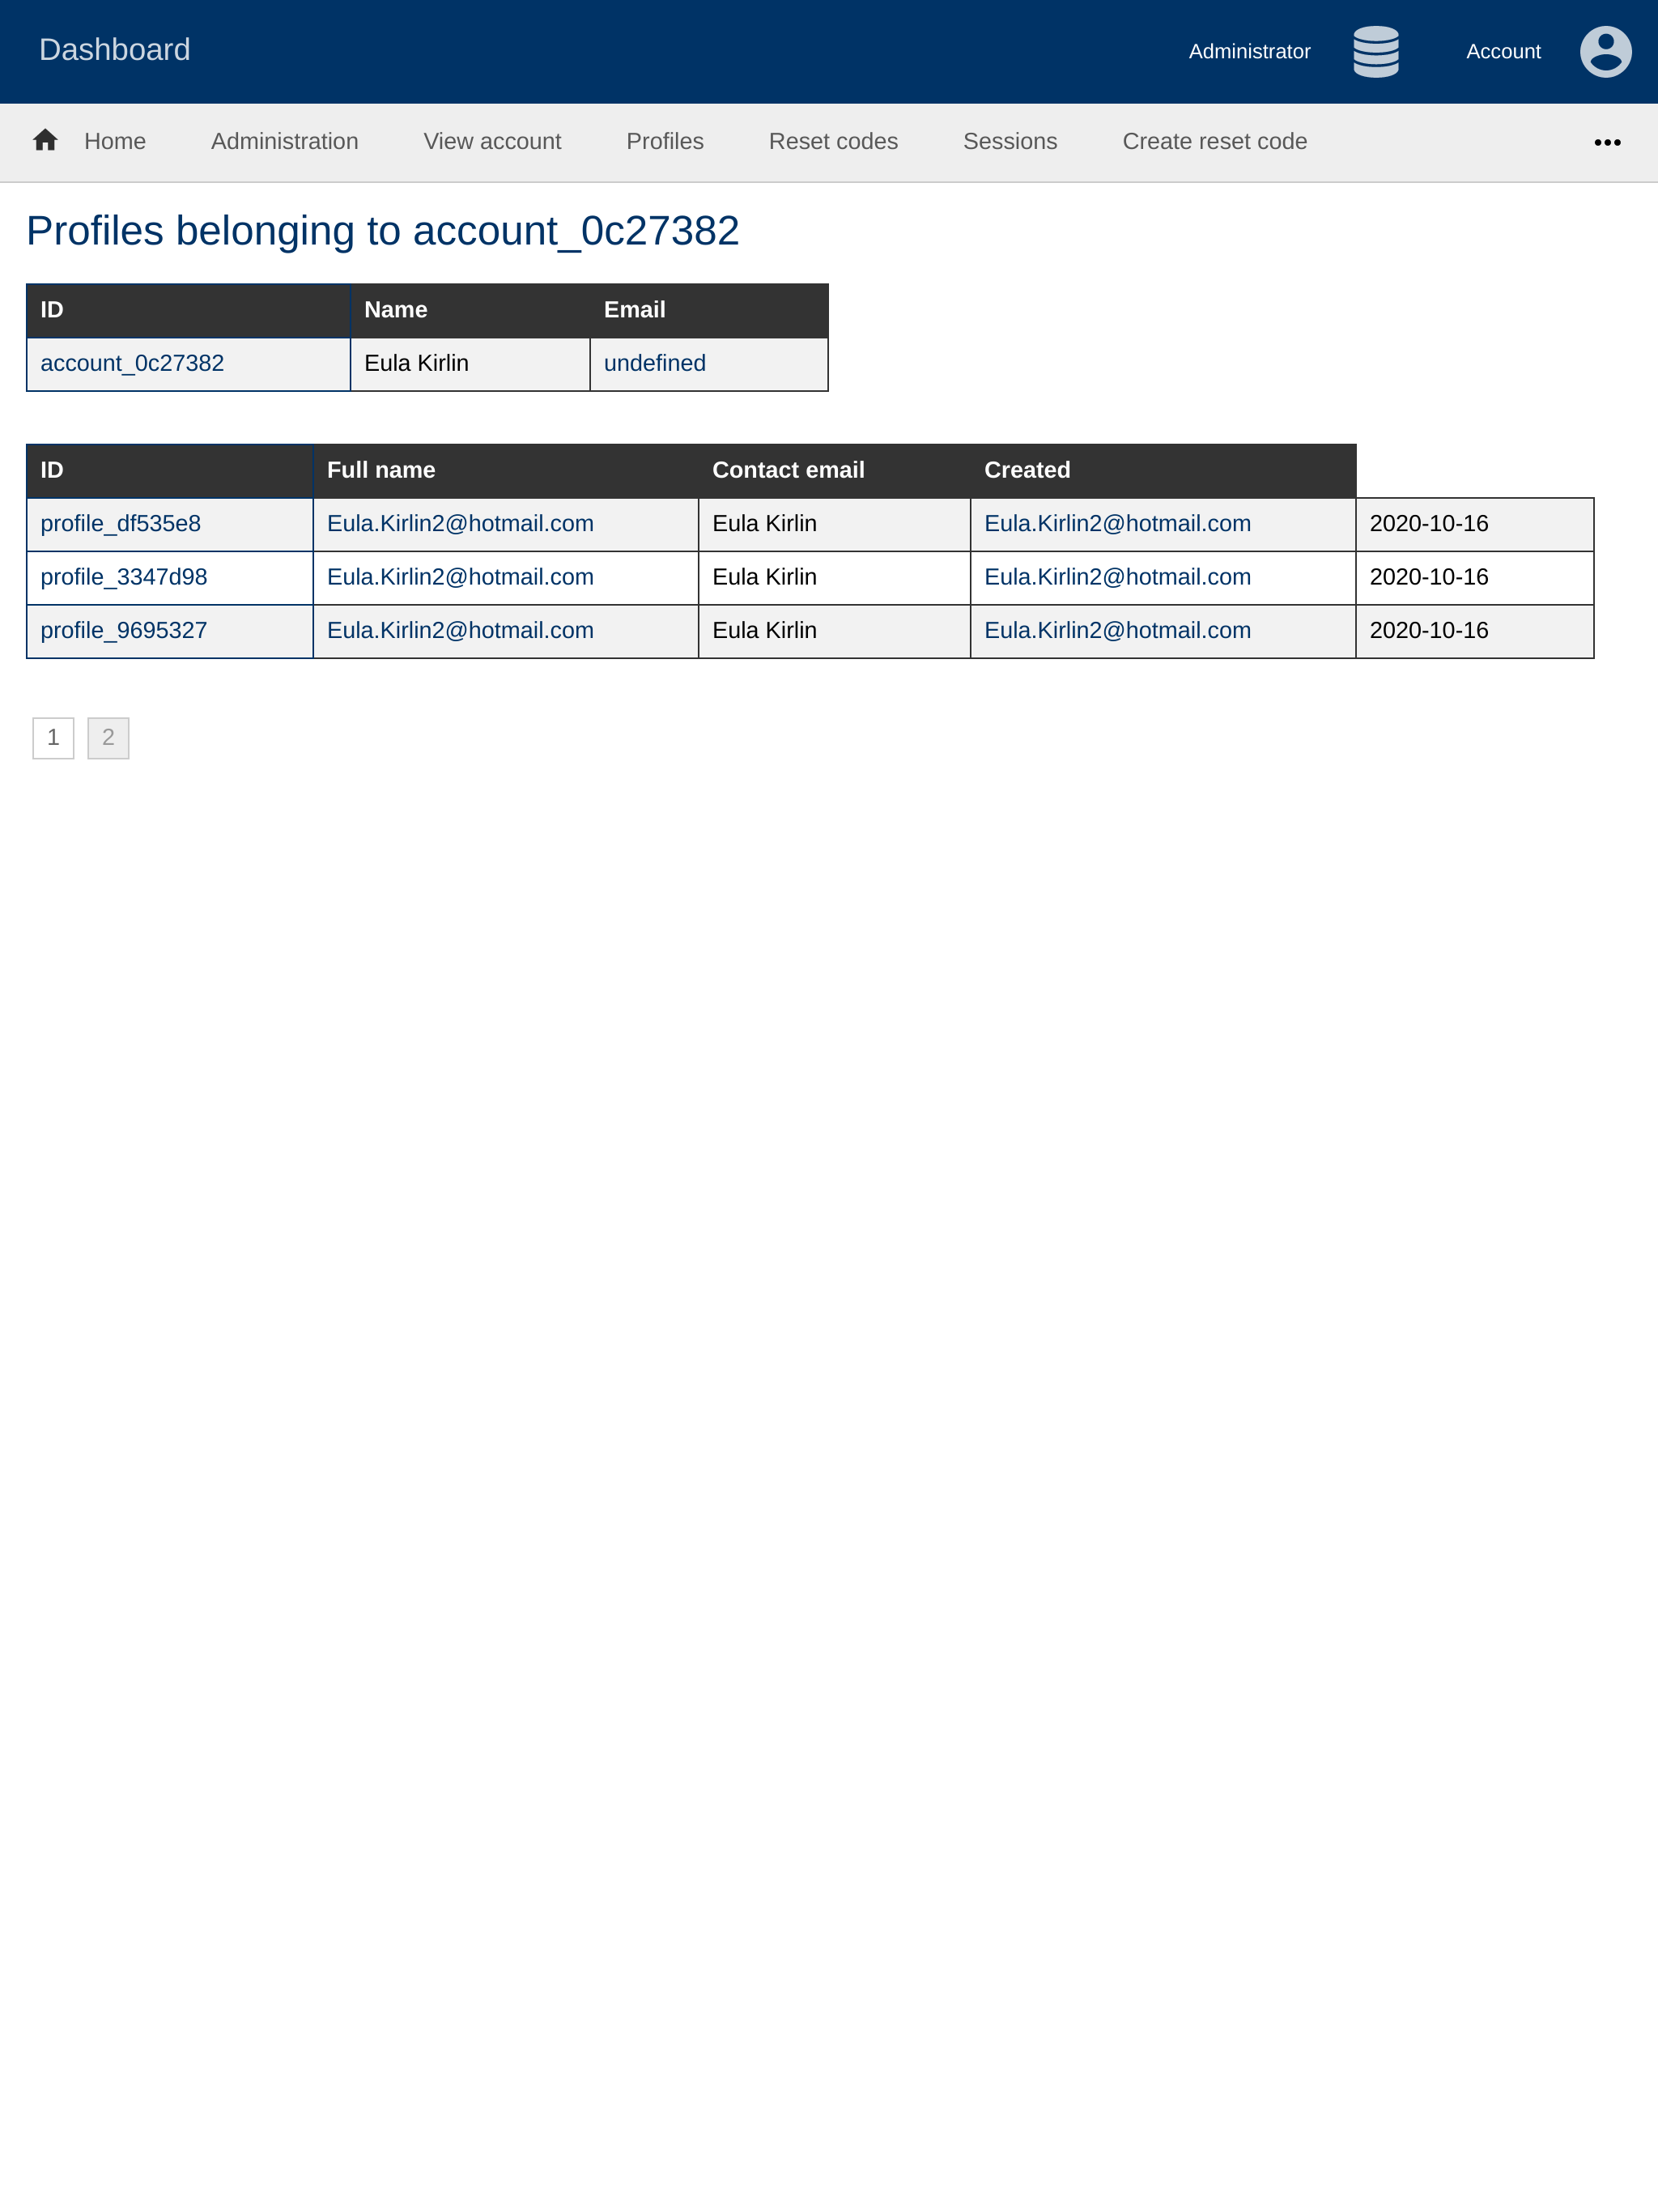 Dashboard Administrator Account
Home Administration View account Profiles Reset codes Sessions Create reset code
Profiles belonging to account_0c27382
ID Name Email
account_0c27382 Eula Kirlin undefined
ID Full name Contact email Created
profile_df535e8 Eula.Kirlin2@hotmail.com Eula Kirlin Eula.Kirlin2@hotmail.com 2020-10-16
profile_3347d98 Eula.Kirlin2@hotmail.com Eula Kirlin Eula.Kirlin2@hotmail.com 2020-10-16
profile_9695327 Eula.Kirlin2@hotmail.com Eula Kirlin Eula.Kirlin2@hotmail.com 2020-10-16
1 2